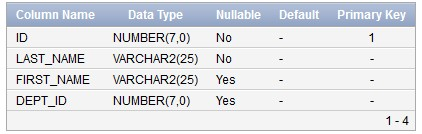 Column Name Data Type Nullable Default Primary Key
ID NUMBER(7,0) No - 1
LAST_NAME VARCHAR2(25) No - -
FIRST_NAME VARCHAR2(25) Yes - -
DEPT_ID NUMBER(7,0) Yes - -
1 - 4